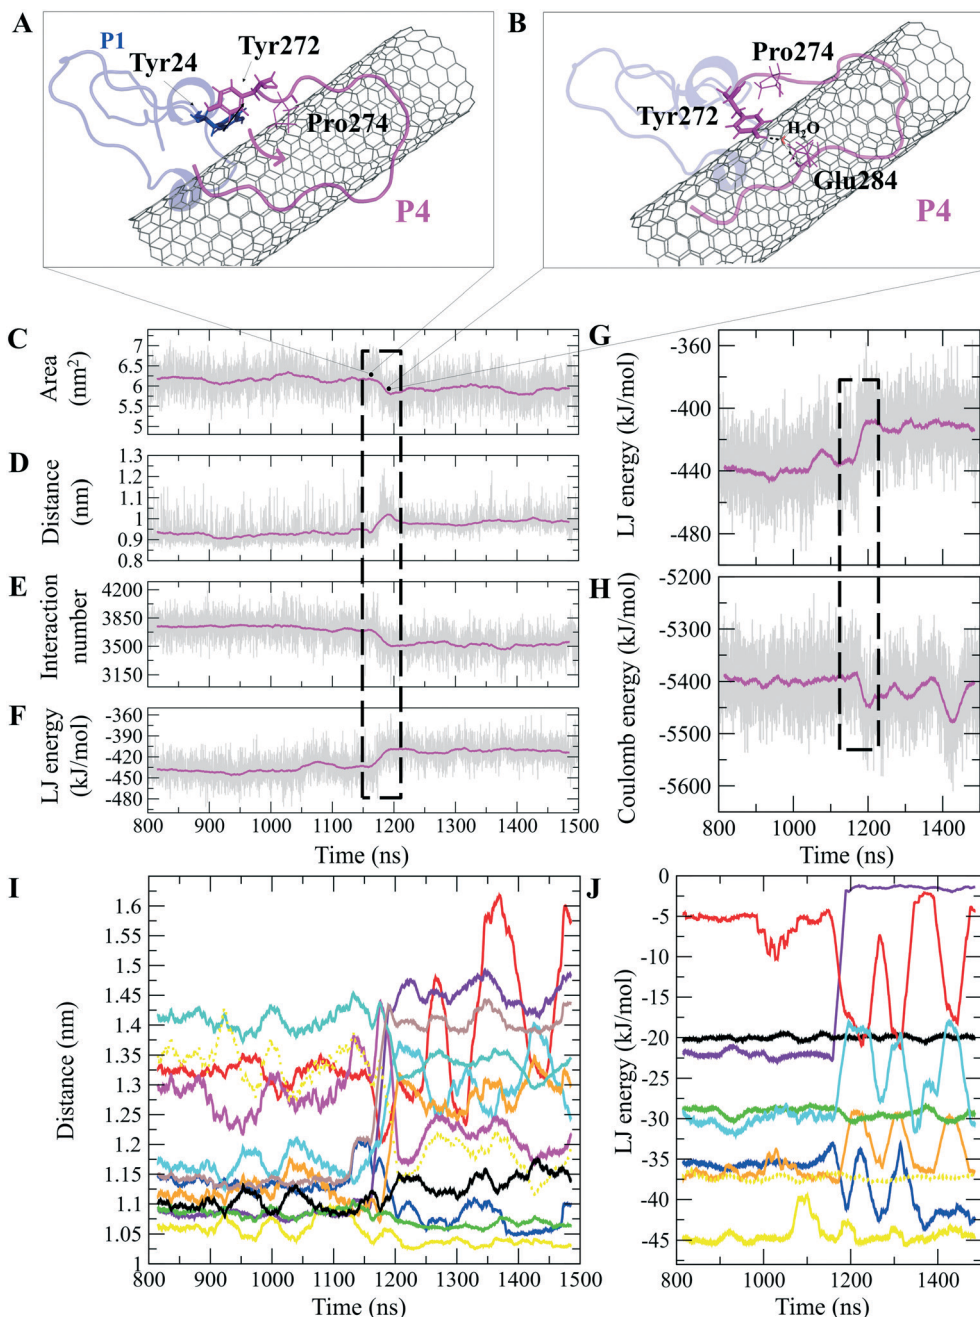 A
P1
Tyr24
Tyr272
Pro274
P4
B
Pro274
Tyr272
H2O
Glu284
P4
C
Area
(nm²)
7
6.5
6
5.5
5
D
Distance
(nm)
1.3
1.2
1.1
1
0.9
0.8
E
Interaction
number
4200
3850
3500
3150
F
LJ energy
(kJ/mol)
-360
-420
-450
-480
800 900 1000 1100 1200 1300 1400 1500
Time (ns)
G
LJ energy (kJ/mol)
-360
-400
-440
-480
H
Coulomb energy (kJ/mol)
-5200
-5300
-5400
-5500
-5600
800 1000 1200 1400
Time (ns)
I
Distance (nm)
1.6
1.55
1.5
1.45
1.4
1.35
1.3
1.25
1.2
1.15
1.1
1.05
1
800 900 1000 1100 1200 1300 1400 1500
Time (ns)
J
LJ energy (kJ/mol)
0
-5
-10
-15
-20
-25
-30
-35
-40
-45
800 1000 1200 1400
Time (ns)